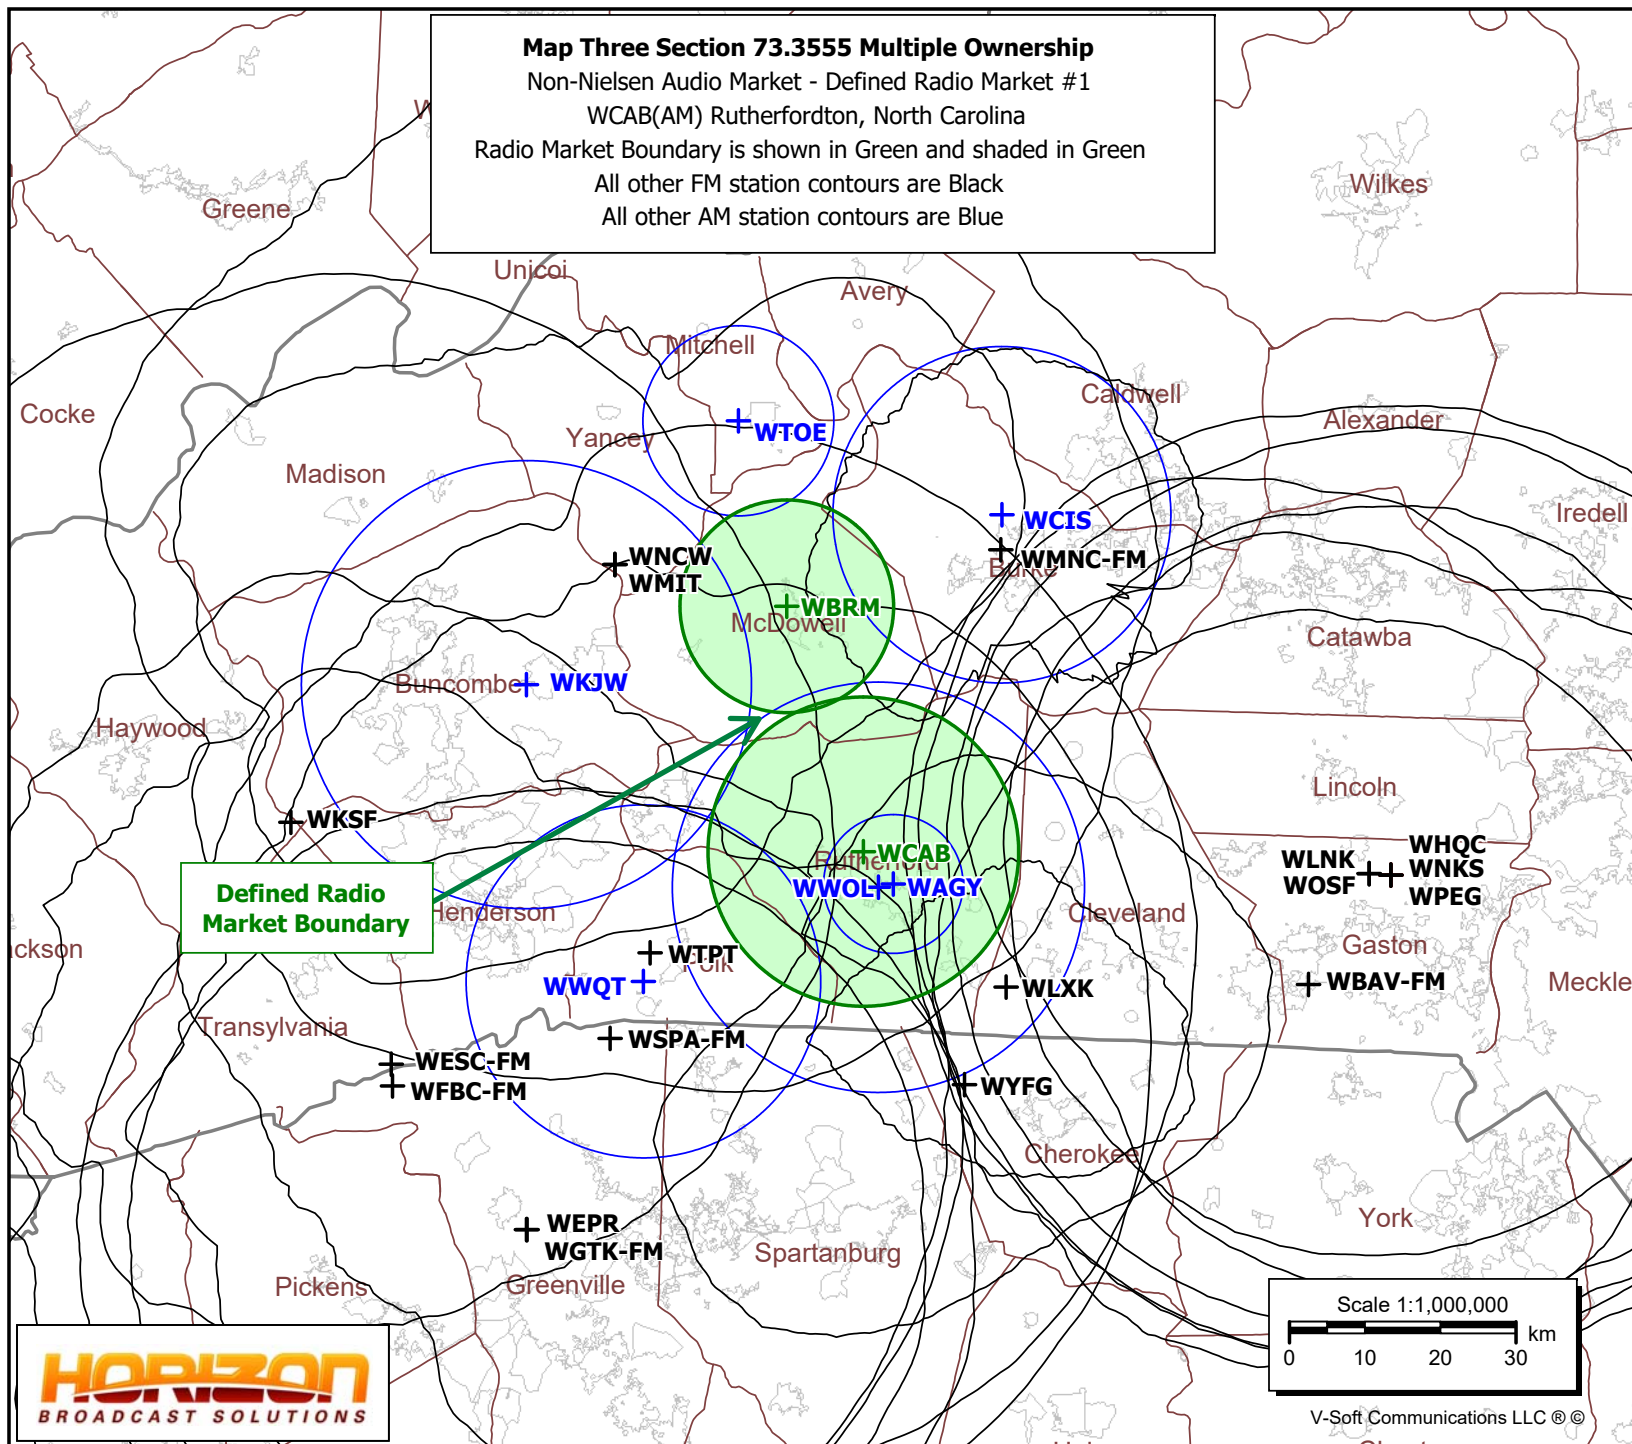 Map Three Section 73.3555 Multiple Ownership
Non-Nielsen Audio Market - Defined Radio Market #1
WCAB(AM) Rutherfordton, North Carolina
Radio Market Boundary is shown in Green and shaded in Green
All other FM station contours are Black
All other AM station contours are Blue
Greene
Wilkes
Unicoi
Avery
Mitchell
Caldwell
Cocke
Alexander
WTOE
Yancey
Madison
WCIS
Iredell
WNCW
WMIT
WMNC-FM
Burke
WBRM
McDowell
Catawba
Buncombe
WKJW
Haywood
Lincoln
WKSF
WHQC
WLNK
WNKS
WOSF
WPEG
WCAB
Rutherford
WWOL
WAGY
Defined Radio
Market Boundary
Henderson
Cleveland
ckson
Gaston
WTPT
Polk
WWQT
WLXK
WBAV-FM
Meckle
Transylvania
WSPA-FM
WESC-FM
WFBC-FM
WYFG
Cherokee
York
WEPR
WGTK-FM
Spartanburg
Pickens
Greenville
Scale 1:1,000,000
km
0 10 20 30
HORIZON
BROADCAST SOLUTIONS
V-Soft Communications LLC ® ©